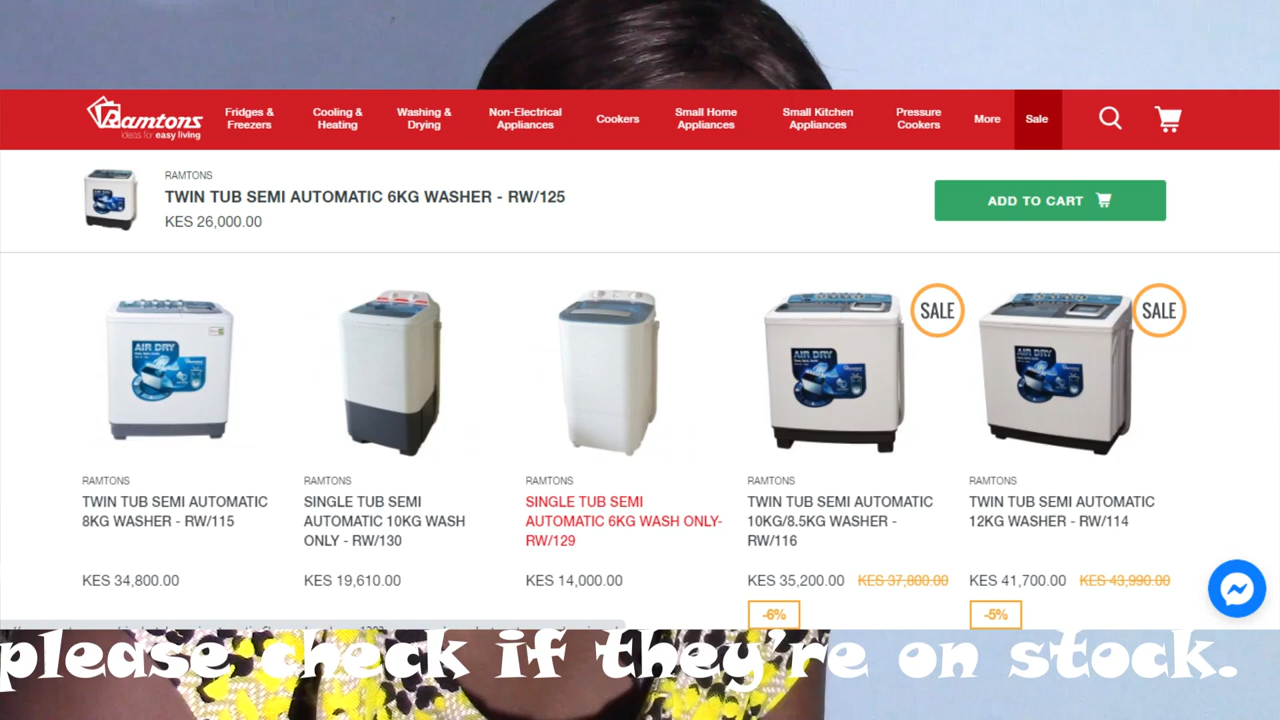 Ramtons
ideas for easy living
Fridges &
Freezers
Cooling &
Heating
Washing &
Drying
Non-Electrical
Appliances
Cookers
Small Home
Appliances
Small Kitchen
Appliances
Pressure
Cookers
More
Sale
RAMTONS
TWIN TUB SEMI AUTOMATIC 6KG WASHER - RW/125
KES 26,000.00
ADD TO CART
AIR DRY
SALE
AIR DRY
SALE
AIR DRY
RAMTONS
TWIN TUB SEMI AUTOMATIC
8KG WASHER - RW/115
KES 34,800.00
RAMTONS
SINGLE TUB SEMI
AUTOMATIC 10KG WASH
ONLY - RW/130
KES 19,610.00
RAMTONS
SINGLE TUB SEMI
AUTOMATIC 6KG WASH ONLY-
RW/129
KES 14,000.00
RAMTONS
TWIN TUB SEMI AUTOMATIC
10KG/8.5KG WASHER -
RW/116
KES 35,200.00 KES 37,800.00
-6%
RAMTONS
TWIN TUB SEMI AUTOMATIC
12KG WASHER - RW/114
KES 41,700.00 KES 43,990.00
-5%
please check if they're on stock.